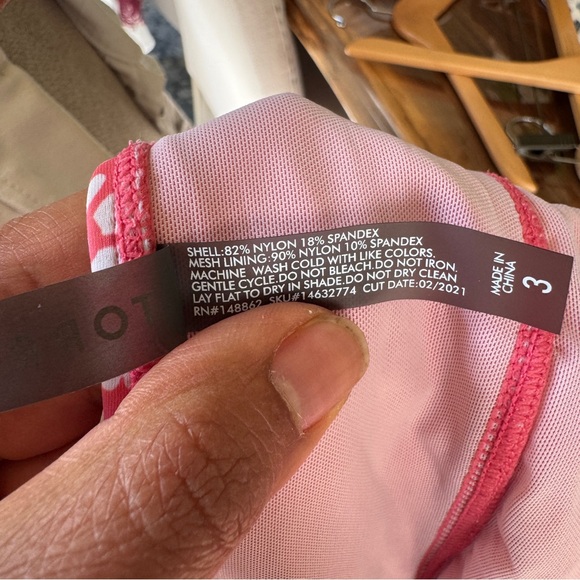 SHELL:82% NYLON 18% SPANDEX
MESH LINING:90% NYLON 10% SPANDEX
MACHINE WASH COLD WITH LIKE COLORS.
GENTLE CYCLE.DO NOT BLEACH.DO NOT IRON.
LAY FLAT TO DRY IN SHADE.DO NOT DRY CLEAN
RN#148862 SKU#14632774 CUT DATE:02/2021
MADE IN
CHINA
3